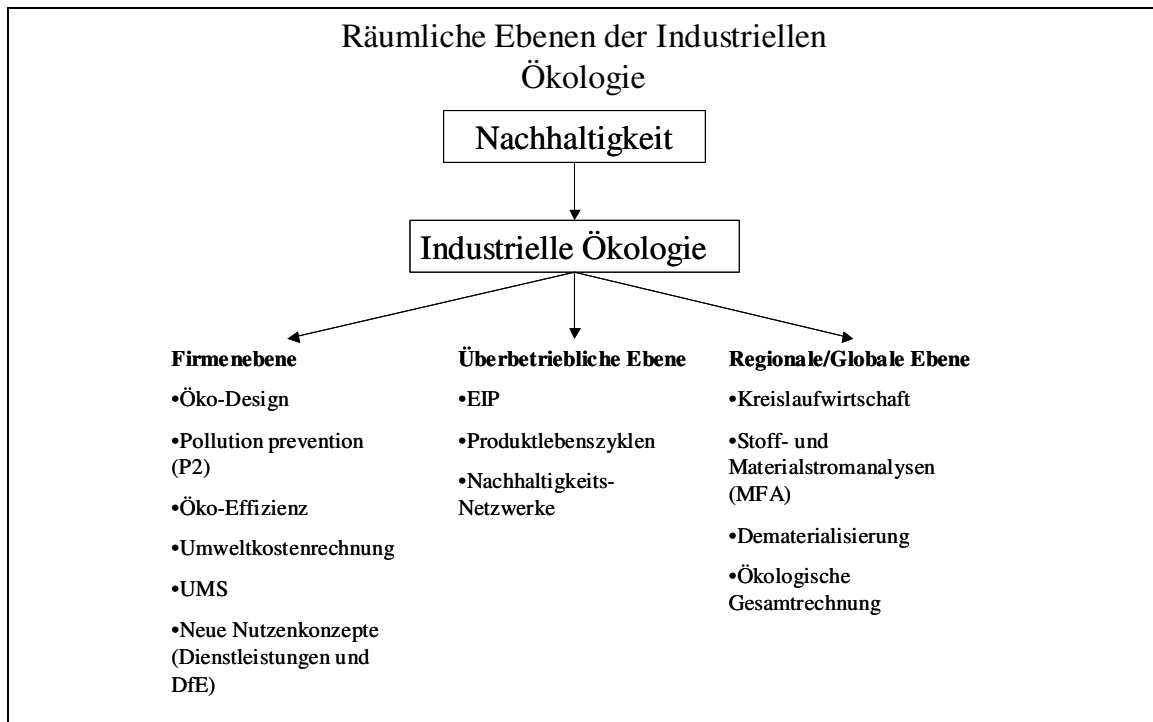 Räumliche Ebenen der Industriellen
Ökologie
Nachhaltigkeit
Industrielle Ökologie
Firmenebene
•Öko-Design
•Pollution prevention
(P2)
•Öko-Effizienz
•Umweltkostenrechnung
•UMS
•Neue Nutzenkonzepte
(Dienstleistungen und
DfE)
Überbetriebliche Ebene
•EIP
•Produktlebenszyklen
•Nachhaltigkeits-
Netzwerke
Regionale/Globale Ebene
•Kreislaufwirtschaft
•Stoff- und
Materialstromanalysen
(MFA)
•Dematerialisierung
•Ökologische
Gesamtrechnung